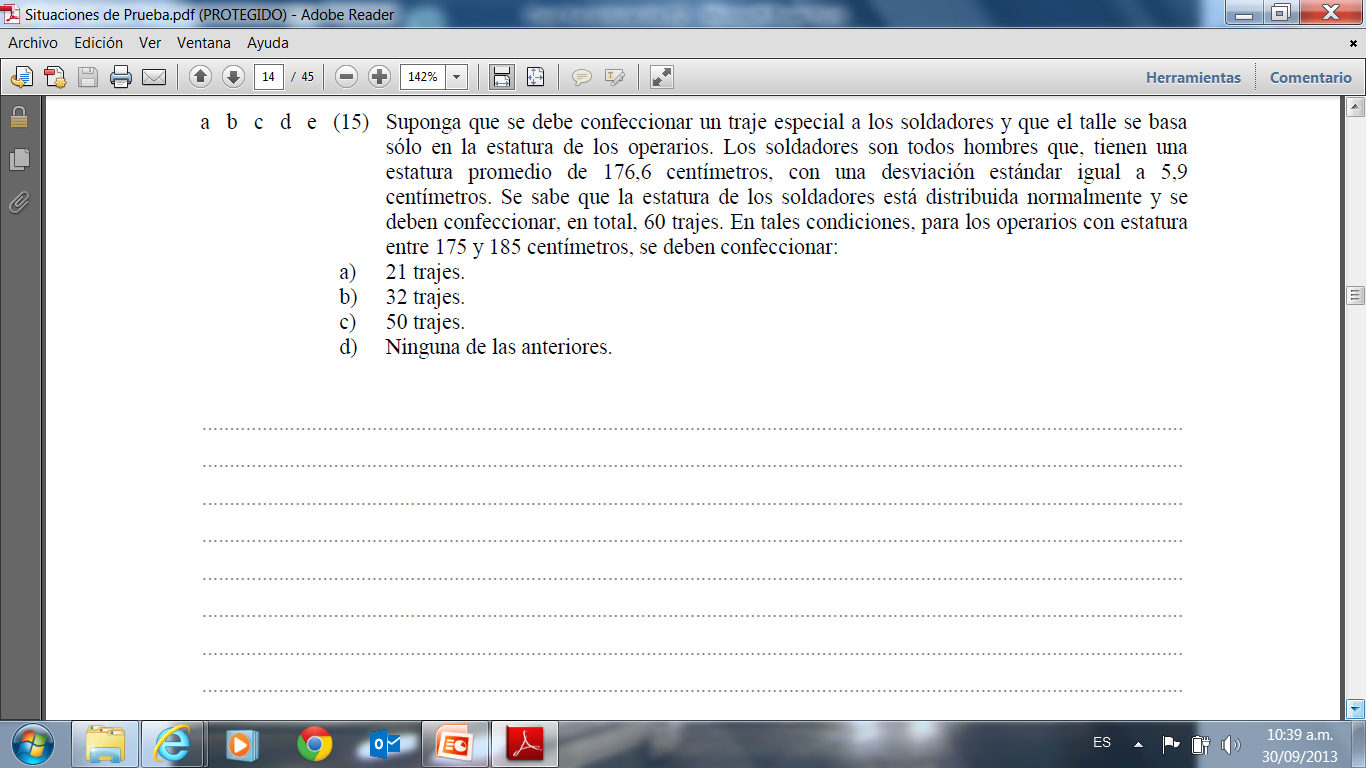 Situaciones de Prueba.pdf (PROTEGIDO) - Adobe Reader
Archivo Edición Ver Ventana Ayuda
14 / 45 142% Herramientas Comentario
a b c d e (15) Suponga que se debe confeccionar un traje especial a los soldadores y que el talle se basa
sólo en la estatura de los operarios. Los soldadores son todos hombres que, tienen una
estatura promedio de 176,6 centímetros, con una desviación estándar igual a 5,9
centímetros. Se sabe que la estatura de los soldadores está distribuida normalmente y se
deben confeccionar, en total, 60 trajes. En tales condiciones, para los operarios con estatura
entre 175 y 185 centímetros, se deben confeccionar:
a) 21 trajes.
b) 32 trajes.
c) 50 trajes.
d) Ninguna de las anteriores.
ES
10:39 a.m.
30/09/2013